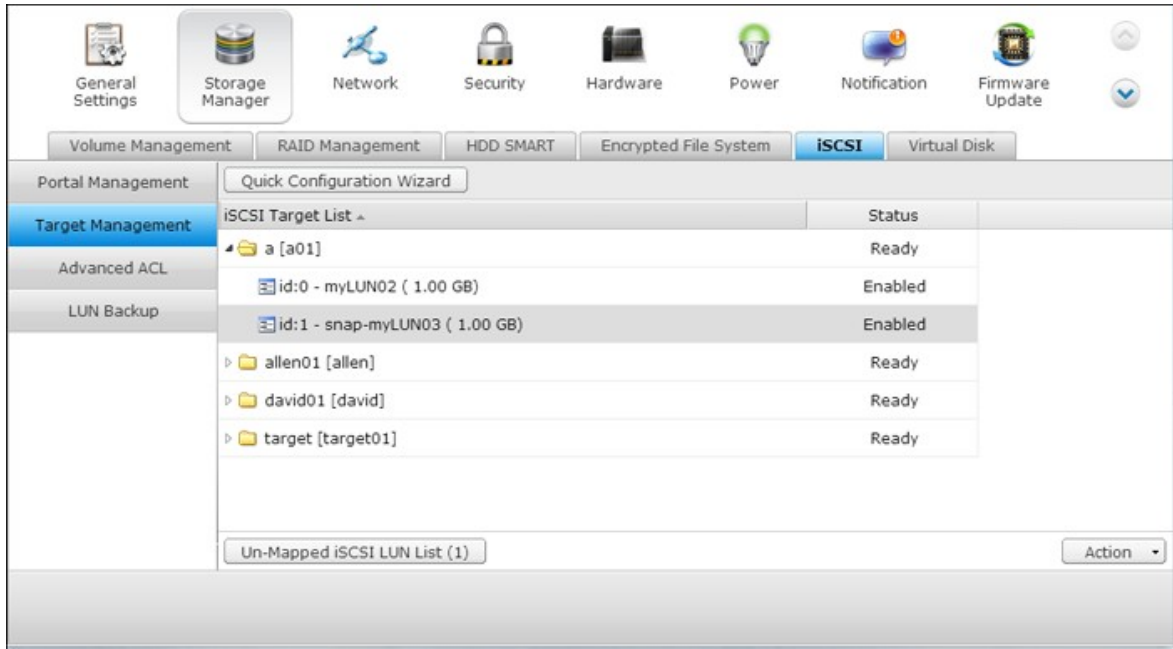 General Settings
Storage Manager
Network
Security
Hardware
Power
Notification
Firmware Update
Volume Management
RAID Management
HDD SMART
Encrypted File System
iSCSI
Virtual Disk
Portal Management
Target Management
Advanced ACL
LUN Backup
Quick Configuration Wizard
iSCSI Target List Status
a [a01] Ready
id:0 - myLUN02 ( 1.00 GB) Enabled
id:1 - snap-myLUN03 ( 1.00 GB) Enabled
allen01 [allen] Ready
david01 [david] Ready
target [target01] Ready
Un-Mapped iSCSI LUN List (1)
Action